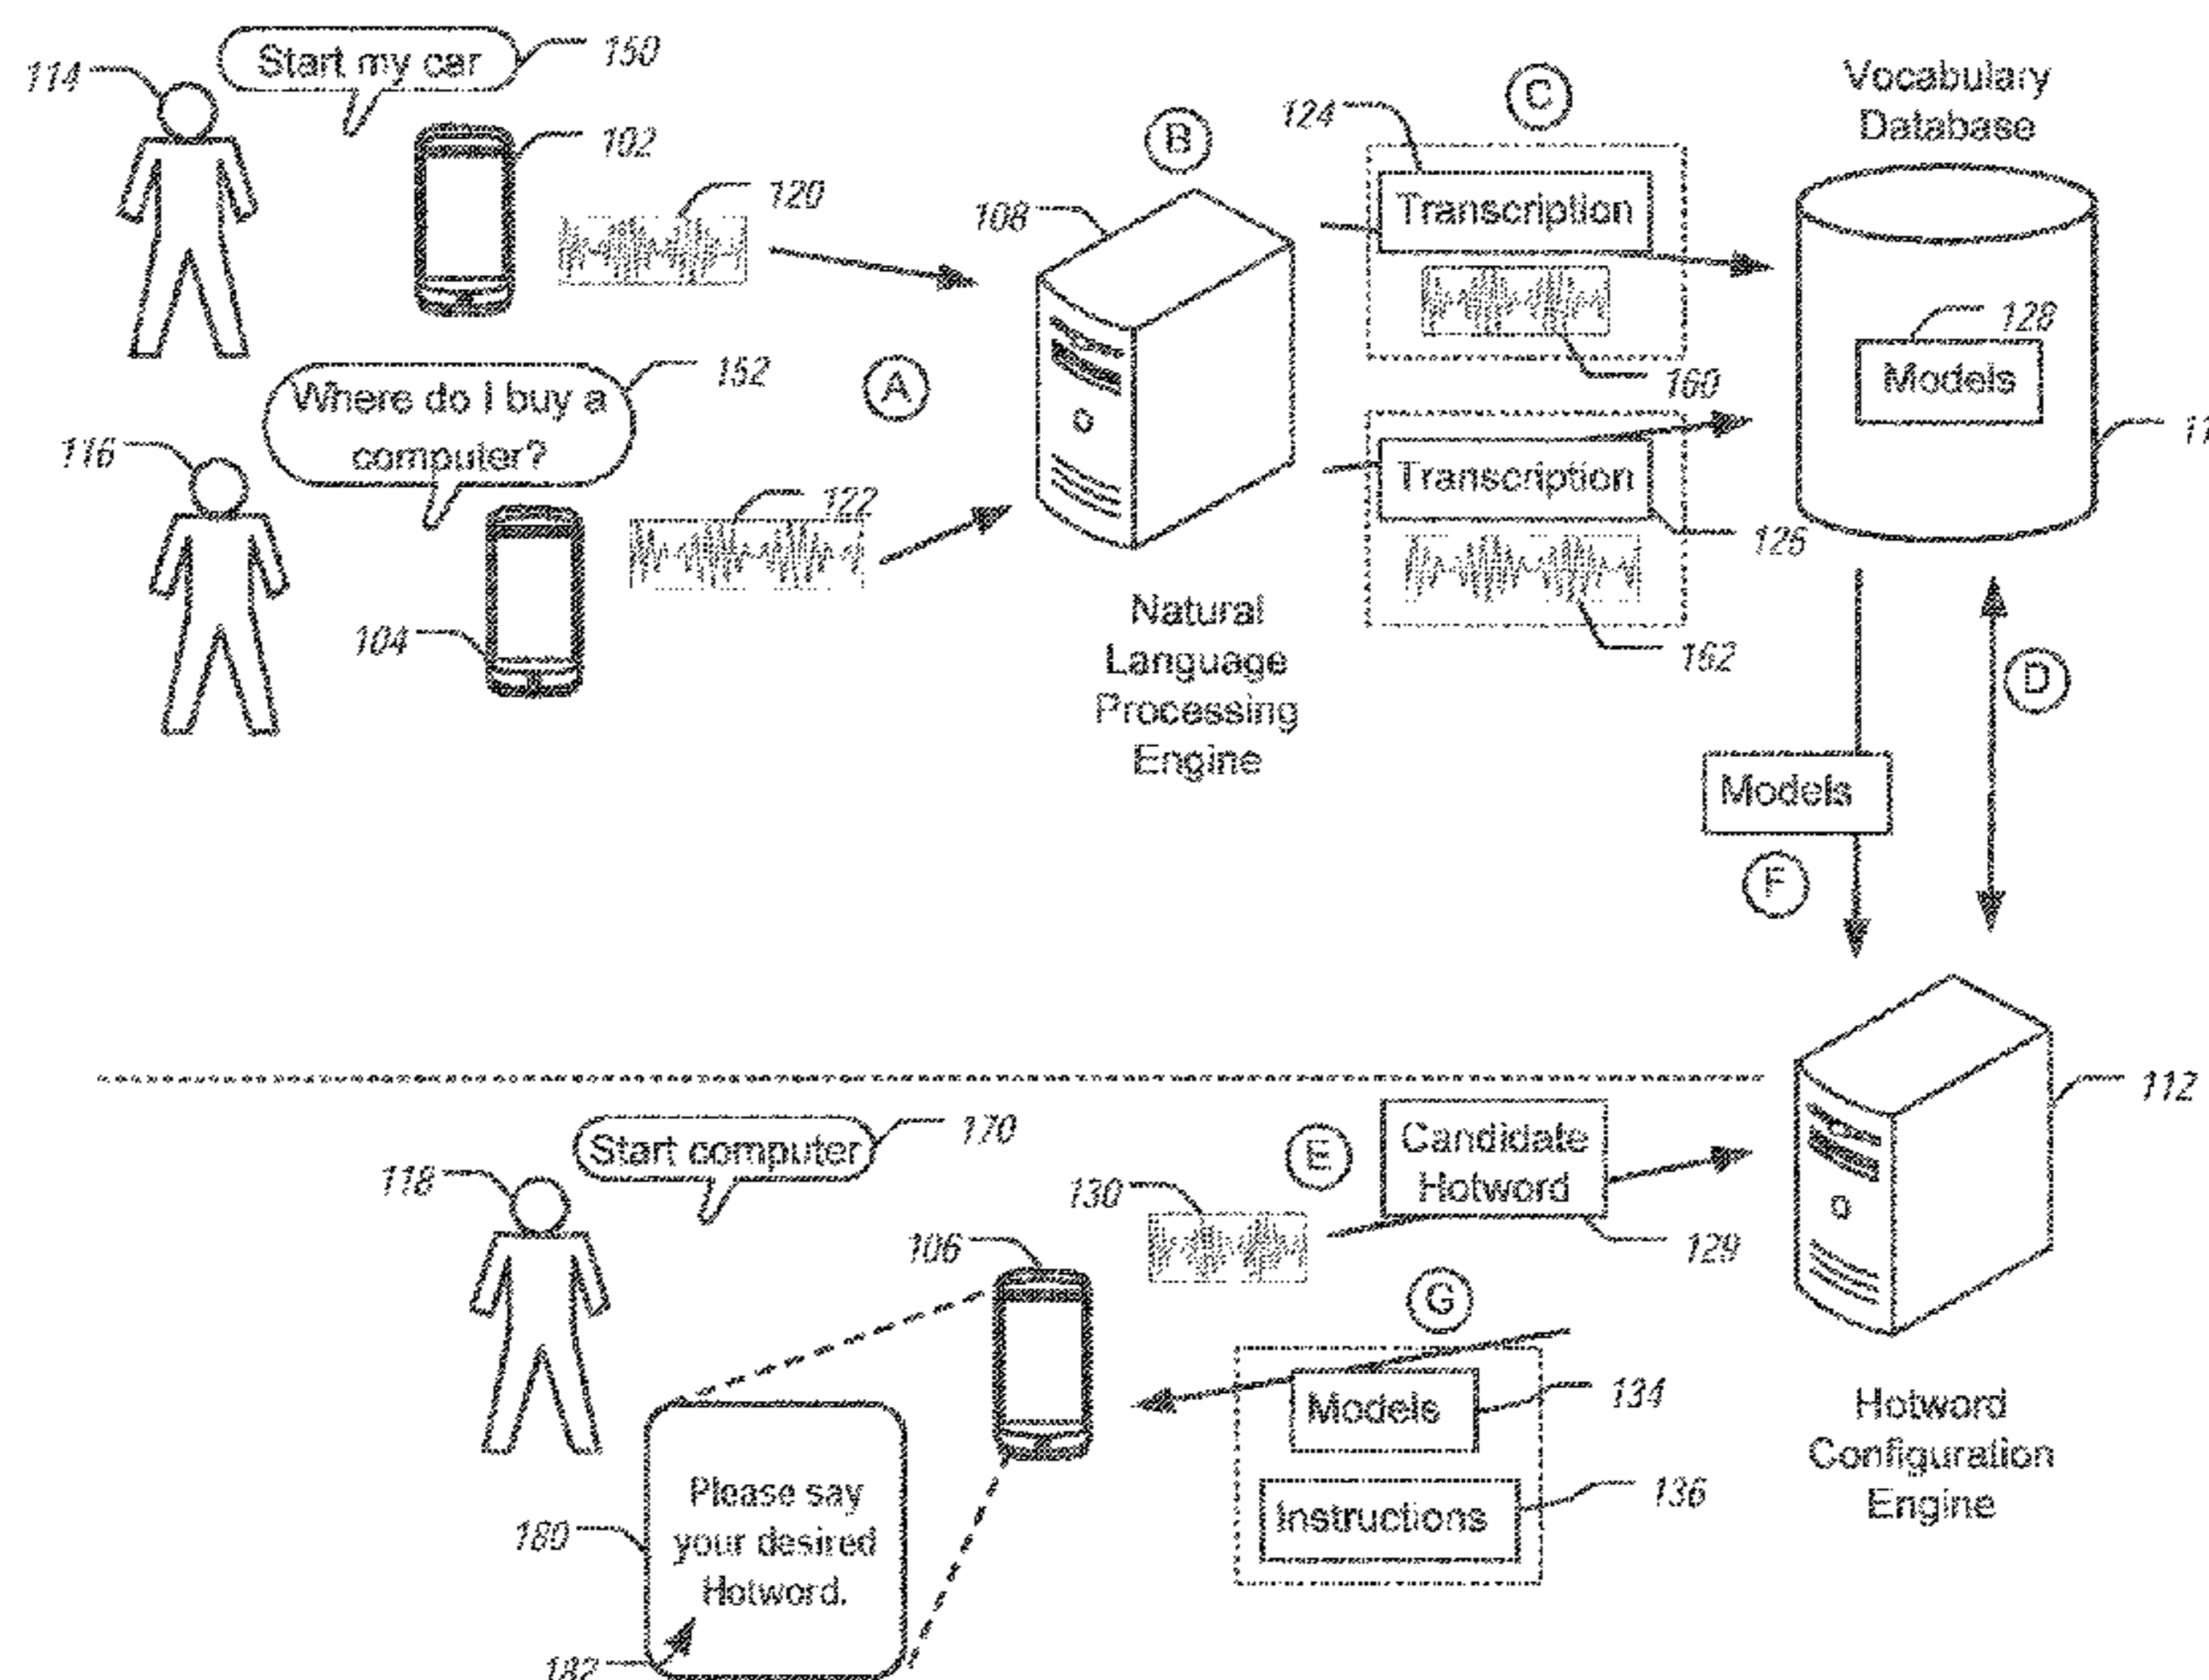 114
Start my car
150
102
120
116
Where do I buy a
computer?
152
104
122
A
B
108
Natural
Language
Processing
Engine
C
124
Transcription
160
Transcription
126
162
Vocabulary
Database
128
Models
D
Models
F
112
Hotword
Configuration
Engine
118
Start computer
170
106
130
E
Candidate
Hotword
129
G
Models
134
Instructions
136
180
Please say
your desired
Hotword.
182